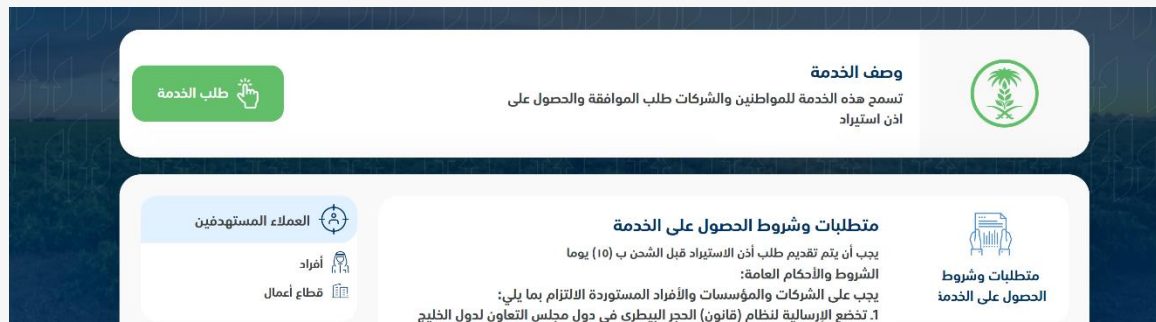 وصف الخدمة
تسمح هذه الخدمة للمواطنين والشركات طلب الموافقة والحصول على
اذن استيراد
طلب الخدمة
متطلبات وشروط
الحصول على الخدمة
متطلبات وشروط الحصول على الخدمة
يجب أن يتم تقديم طلب أذن الاستيراد قبل الشحن ب (١٥) يوما
الشروط والأحكام العامة:
يجب على الشركات والمؤسسات والأفراد المستوردة الالتزام بما يلي:
1. تخضع الإرسالية لنظام (قانون) الحجر البيطري في دول مجلس التعاون لدول الخليج
العملاء المستهدفين
أفراد
قطاع أعمال